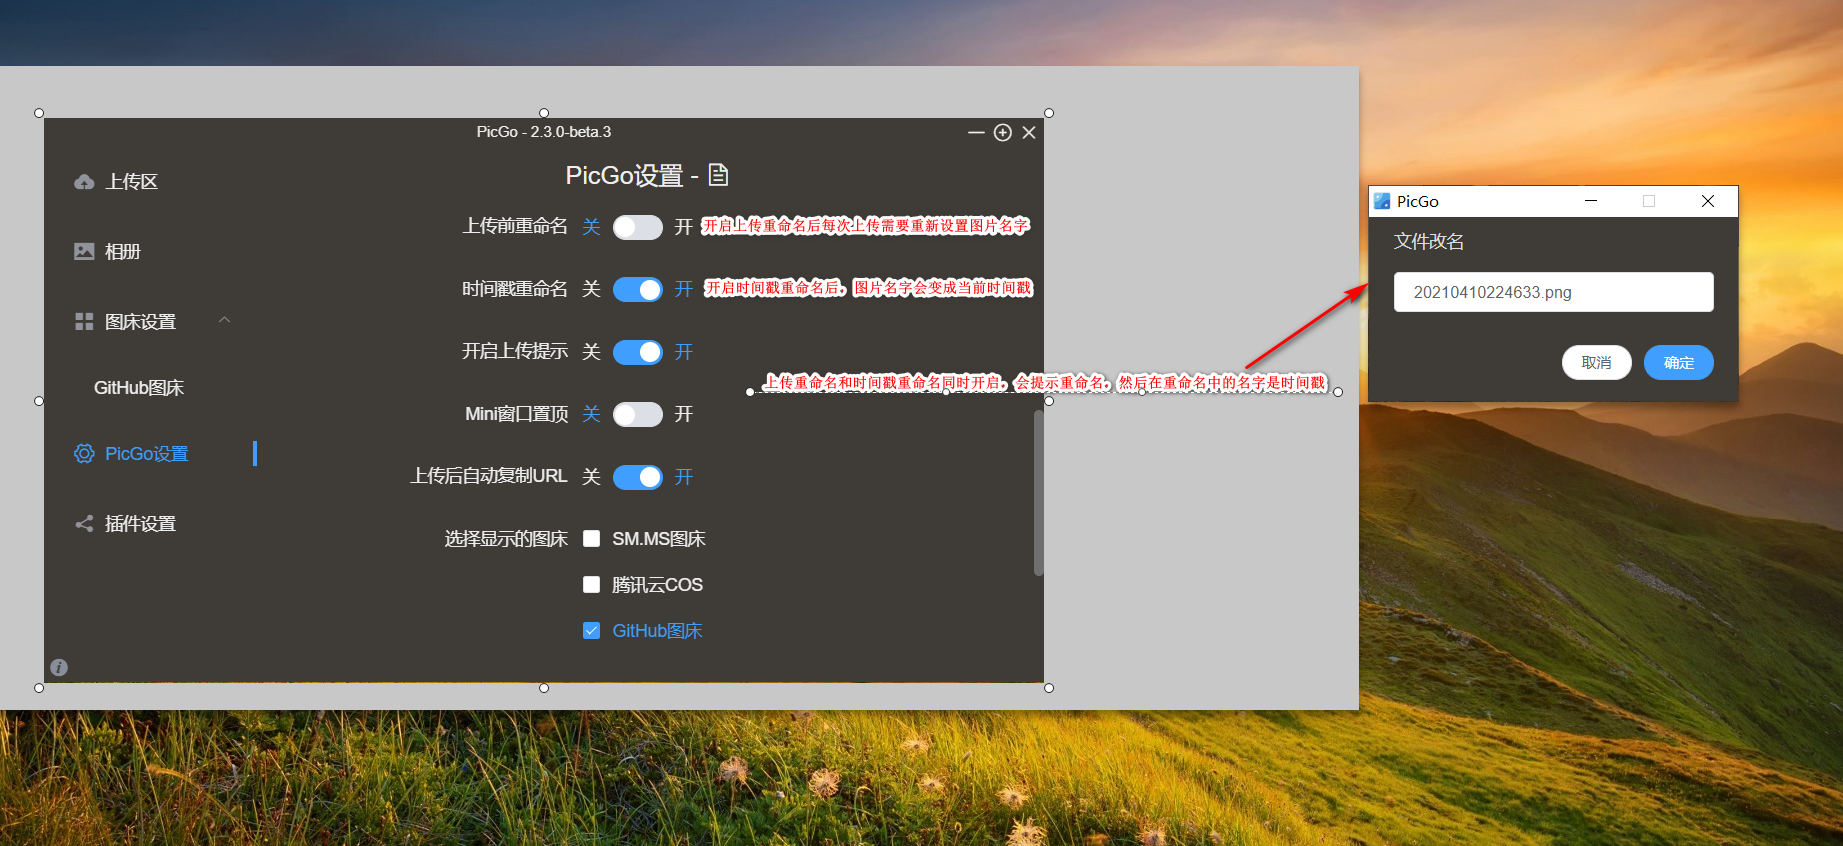 PicGo - 2.3.0-beta.3
上传区
相册
图床设置
GitHub图床
PicGo设置
插件设置
PicGo设置 -
上传前重命名 关 开 开启上传重命名后每次上传需要重新设置图片名字
时间戳重命名 关 开 开启时间戳重命名后，图片名字会变成当前时间戳
开启上传提示 关 开
上传重命名和时间戳重命名同时开启，会提示重命名，然后在重命名中的名字是时间戳
Mini窗口置顶 关 开
上传后自动复制URL 关 开
选择显示的图床 SM.MS图床
腾讯云COS
GitHub图床
PicGo
文件改名
20210410224633.png
取消 确定